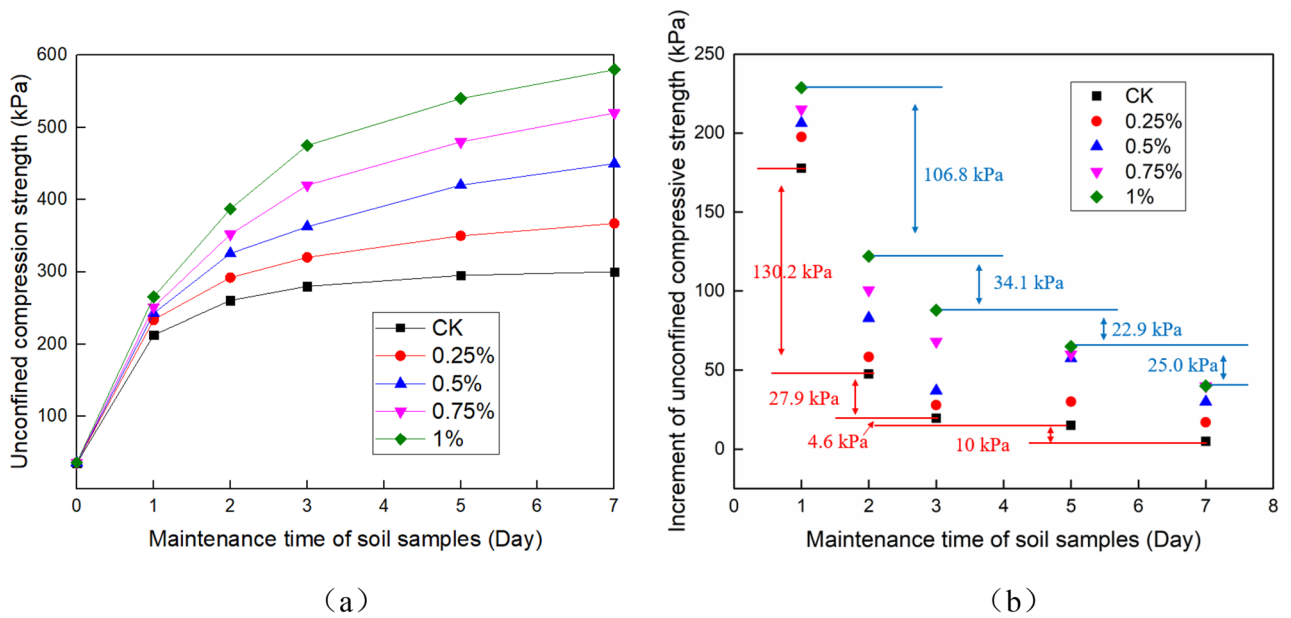 600
500
400
300
200
100
0
1
2
3
4
5
6
7
Unconfined compression strength (kPa)
Maintenance time of soil samples (Day)
CK
0.25%
0.5%
0.75%
1%
(a)
250
200
150
100
50
0
0
1
2
3
4
5
6
7
8
Increment of unconfined compressive strength (kPa)
Maintenance time of soil samples (Day)
CK
0.25%
0.5%
0.75%
1%
106.8 kPa
130.2 kPa
34.1 kPa
22.9 kPa
25.0 kPa
27.9 kPa
4.6 kPa
10 kPa
(b)